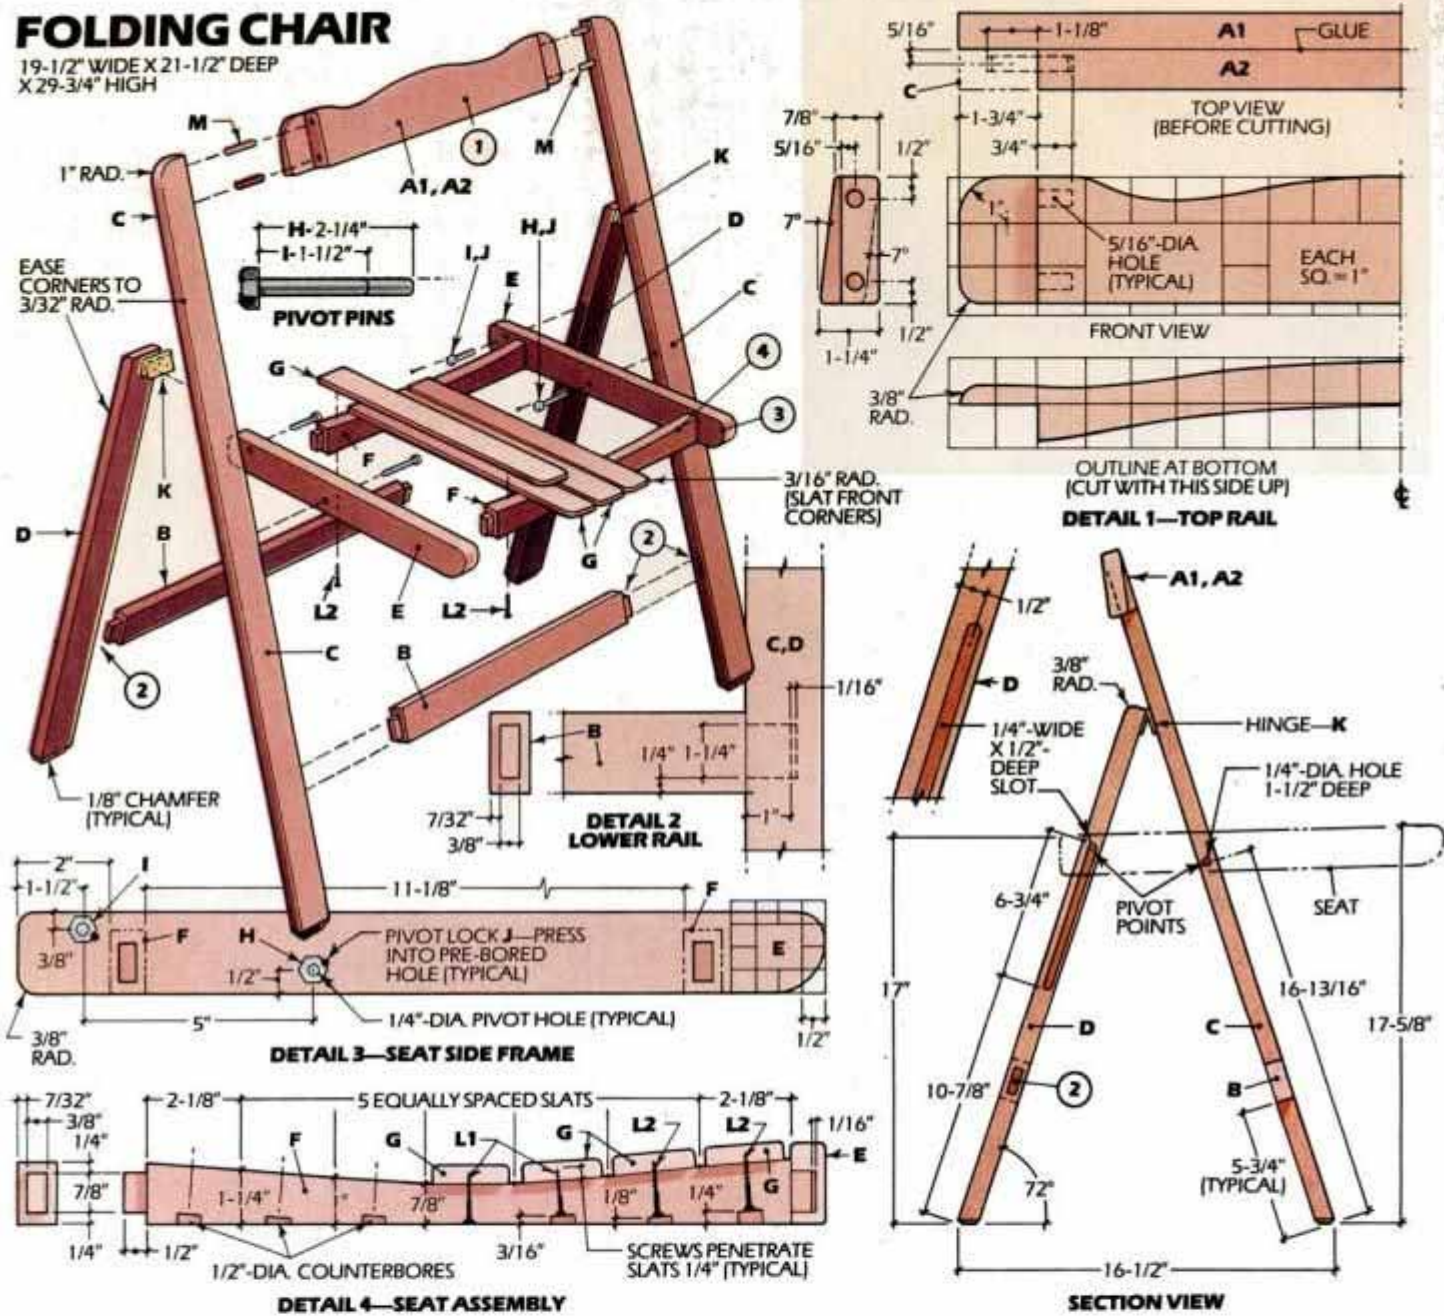 FOLDING CHAIR
19-1/2" WIDE X 21-1/2" DEEP
X 29-3/4" HIGH
M
1" RAD.
C
A1, A2
1
M
K
D
H-2-1/4"
I-1-1/2"
PIVOT PINS
H,J
I,J
E
C
EASE
CORNERS TO
3/32" RAD.
G
4
3
F
K
B
D
F
3/16" RAD.
(SLAT FRONT
CORNERS)
G
2
L2
E
L2
C
B
2
1/8" CHAMFER
(TYPICAL)
5/16"
1-1/8"
A1
GLUE
A2
C
TOP VIEW
(BEFORE CUTTING)
1-3/4"
3/4"
7/8"
5/16"
1/2"
7°
7°
1/2"
1-1/4"
1"
5/16"-DIA.
HOLE
(TYPICAL)
EACH
SQ. = 1"
FRONT VIEW
3/8"
RAD.
OUTLINE AT BOTTOM
(CUT WITH THIS SIDE UP)
DETAIL 1—TOP RAIL
C,D
1/16"
B
1/4"
1-1/4"
7/32"
3/8"
1"
DETAIL 2
LOWER RAIL
A1, A2
1/2"
D
3/8"
RAD.
1/4"-WIDE
X 1/2"-
DEEP
SLOT
HINGE—K
1/4"-DIA. HOLE
1-1/2" DEEP
6-3/4"
PIVOT
POINTS
SEAT
17"
16-13/16"
17-5/8"
D
C
10-7/8"
2
B
5-3/4"
(TYPICAL)
72°
16-1/2"
SECTION VIEW
2"
I
1-1/2"
11-1/8"
F
F
H
PIVOT LOCK J—PRESS
INTO PRE-BORED
HOLE (TYPICAL)
E
3/8"
1/2"
5"
1/4"-DIA. PIVOT HOLE (TYPICAL)
3/8"
RAD.
1/2"
DETAIL 3—SEAT SIDE FRAME
7/32"
2-1/8"
5 EQUALLY SPACED SLATS
2-1/8"
3/8"
1/16"
1/4"
F
G
L1
G
L2
L2
E
7/8"
1-1/4"
1"
7/8"
1/8"
1/4"
G
1/4"
1/2"
3/16"
1/2"-DIA. COUNTERBORES
SCREWS PENETRATE
SLATS 1/4" (TYPICAL)
DETAIL 4—SEAT ASSEMBLY